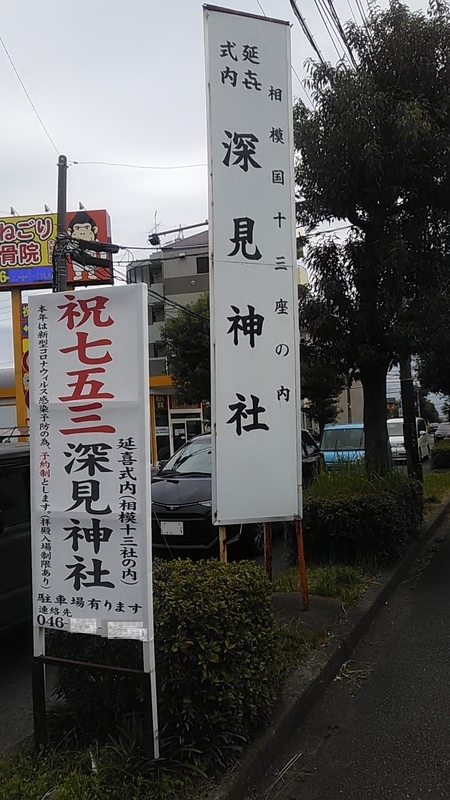 相模国十三座の内
延㐂
式内
深見神社
祝七五三
延喜式内(相模十三社の内)
深見神社
本年は新型コロナウィルス感染予防の為、予約制とします。(拝殿入場制限あり)
駐車場有ります
連絡先
046-
ねごり
骨院